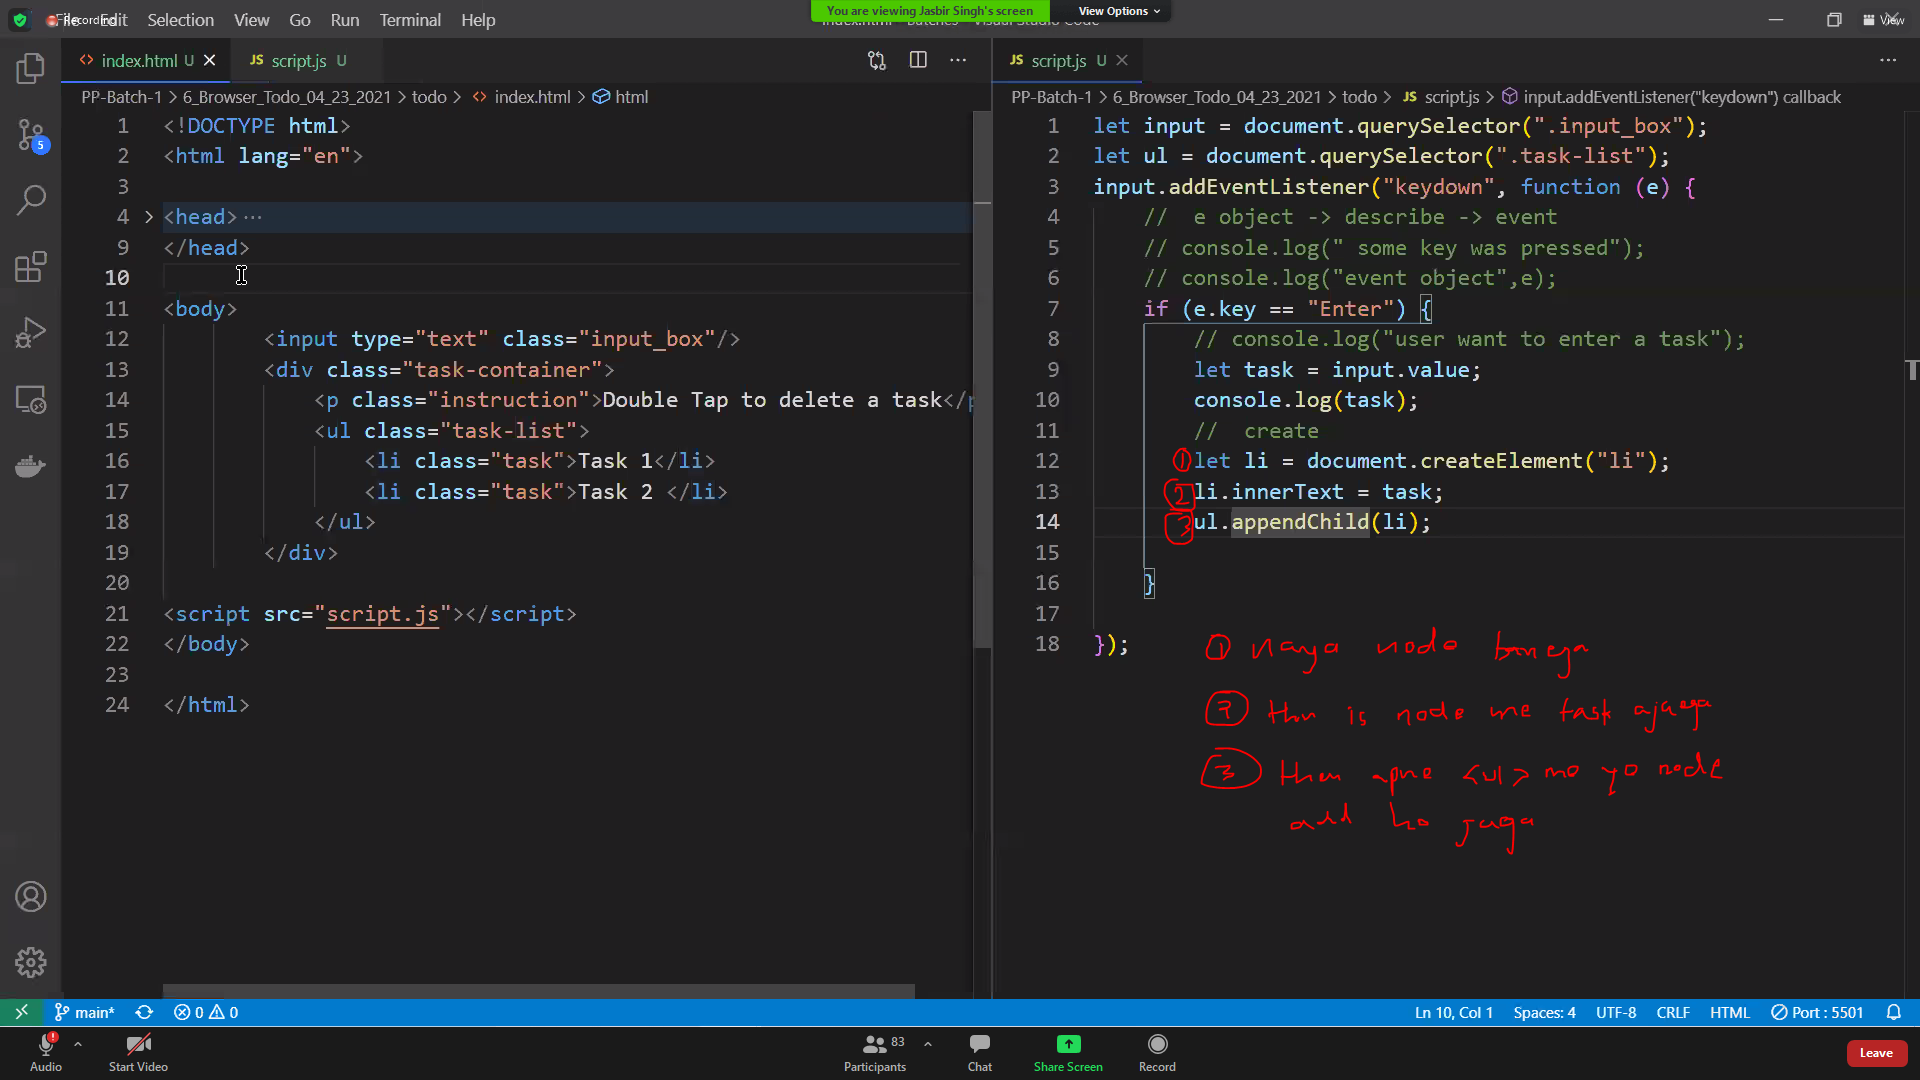 Recording
File Edit Selection View Go Run Terminal Help
You are viewing Jasbir Singh's screen
View Options
View
index.html U
JS script.js U
JS script.js U
PP-Batch-1 > 6_Browser_Todo_04_23_2021 > todo > index.html > html
PP-Batch-1 > 6_Browser_Todo_04_23_2021 > todo > JS script.js > input.addEventListener("keydown") callback
1 <!DOCTYPE html>
2 <html lang="en">
3
4 <head> ...
9 </head>
10
11 <body>
12 <input type="text" class="input_box"/>
13 <div class="task-container">
14 <p class="instruction">Double Tap to delete a task</p
15 <ul class="task-list">
16 <li class="task">Task 1</li>
17 <li class="task">Task 2 </li>
18 </ul>
19 </div>
20
21 <script src="script.js"></script>
22 </body>
23
24 </html>
1 let input = document.querySelector(".input_box");
2 let ul = document.querySelector(".task-list");
3 input.addEventListener("keydown", function (e) {
4 //  e object -> describe -> event
5 // console.log(" some key was pressed");
6 // console.log("event object",e);
7 if (e.key == "Enter") {
8 // console.log("user want to enter a task");
9 let task = input.value;
10 console.log(task);
11 //  create
12 ① let li = document.createElement("li");
13 2 li.innerText = task;
14 3 ul.appendChild(li);
15
16 }
17
18 });
① naya node banega
② is node me task ajaega
③ then apne <ul> me ye node
add ho jaga
main*
0 0
Ln 10, Col 1 Spaces: 4 UTF-8 CRLF HTML Port : 5501
5
Audio Start Video Participants 83 Chat Share Screen Record Leave